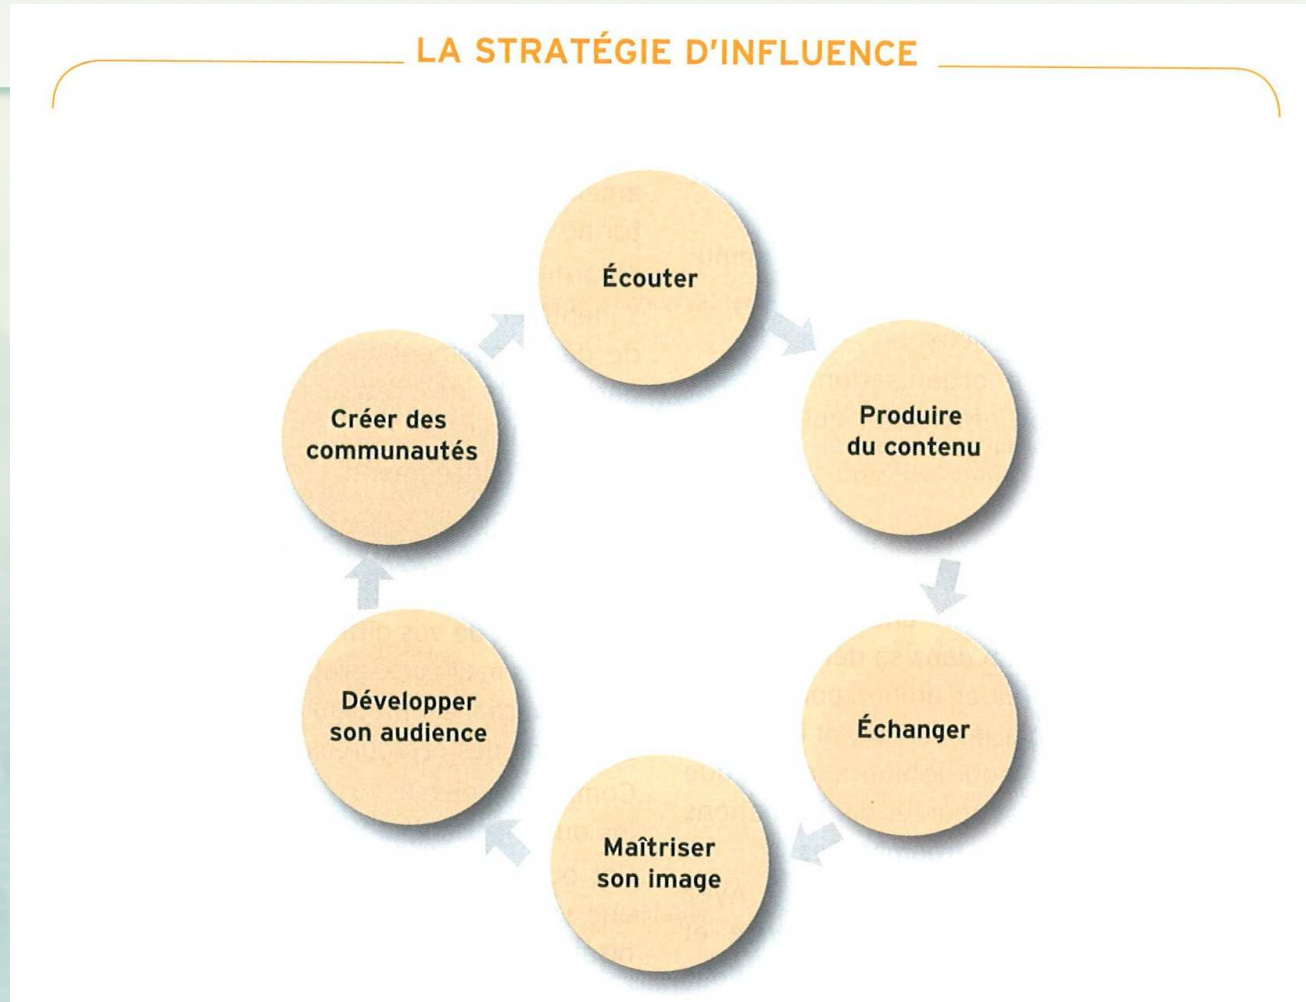 LA STRATÉGIE D'INFLUENCE
Écouter
Produire
du contenu
Échanger
Maîtriser
son image
Développer
son audience
Créer des
communautés